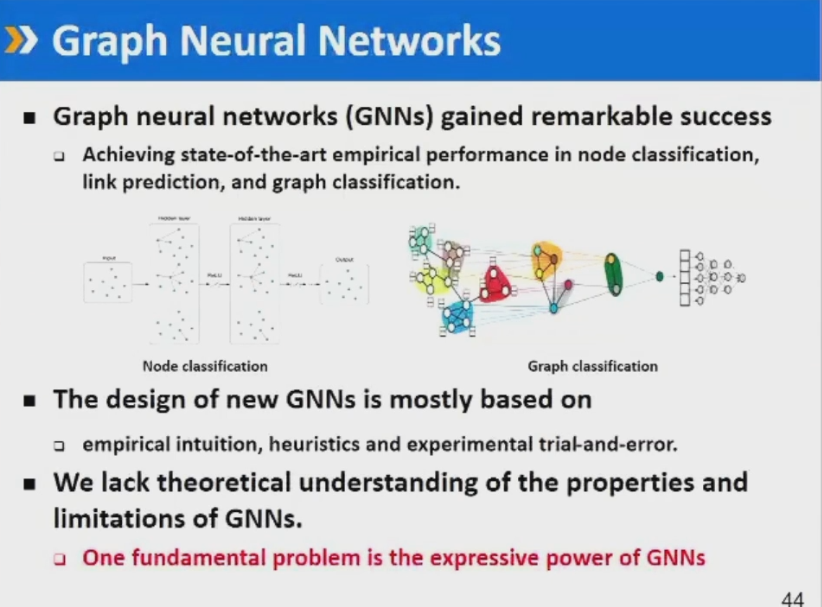 Graph Neural Networks
Graph neural networks (GNNs) gained remarkable success
Achieving state-of-the-art empirical performance in node classification,
link prediction, and graph classification.
Hidden layer Hidden layer
Input
Output
ReLU ReLU
Node classification
Graph classification
The design of new GNNs is mostly based on
empirical intuition, heuristics and experimental trial-and-error.
We lack theoretical understanding of the properties and
limitations of GNNs.
One fundamental problem is the expressive power of GNNs
44